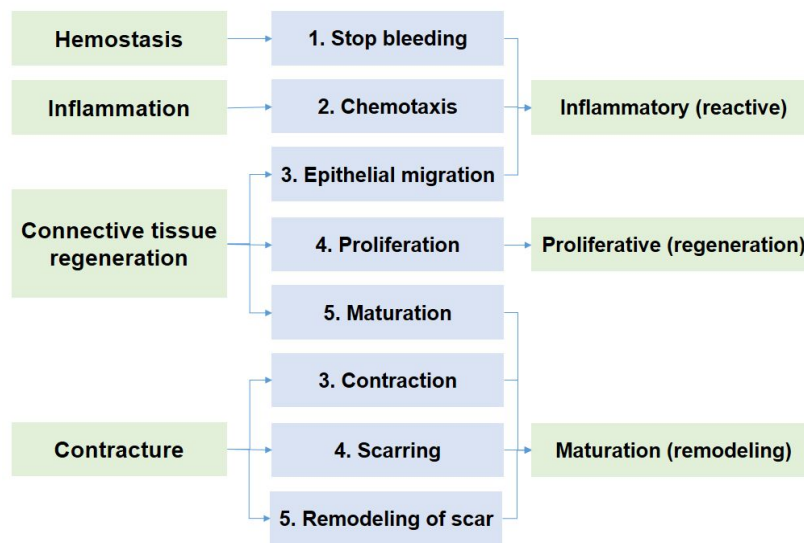 Hemostasis
1. Stop bleeding
Inflammation
2. Chemotaxis
Inflammatory (reactive)
3. Epithelial migration
Connective tissue
regeneration
4. Proliferation
Proliferative (regeneration)
5. Maturation
3. Contraction
Contracture
4. Scarring
Maturation (remodeling)
5. Remodeling of scar